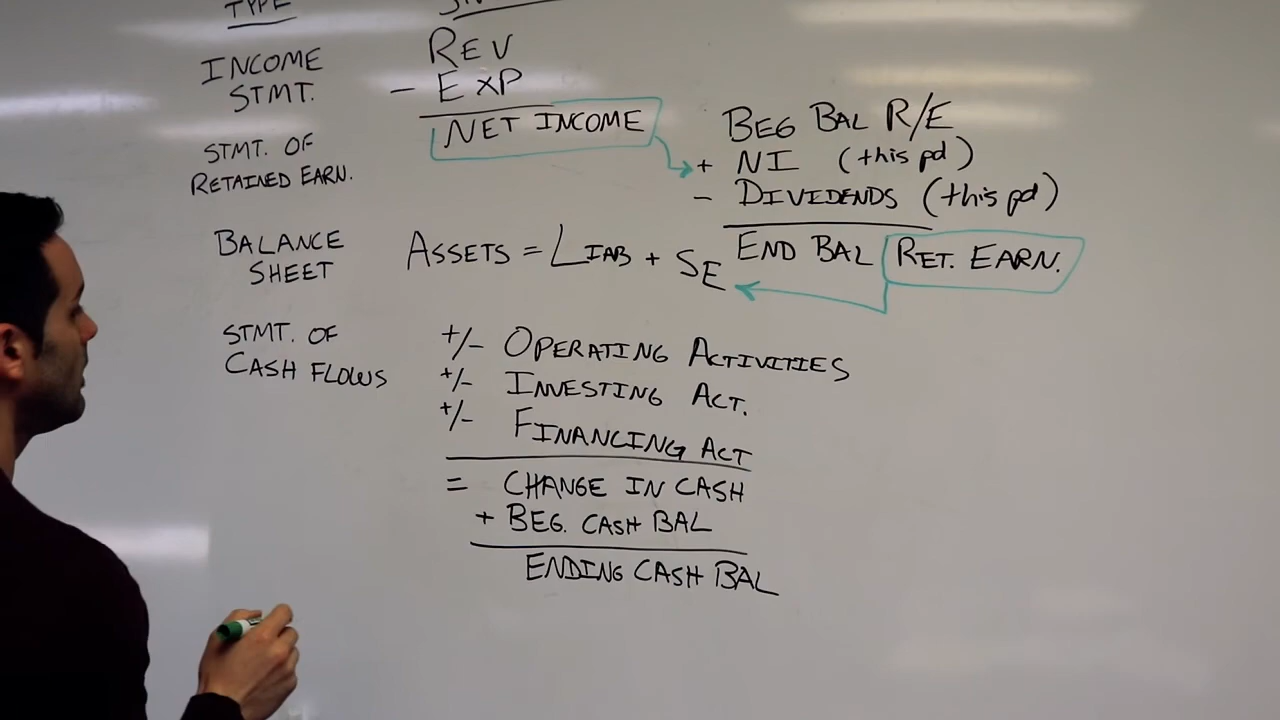 TYPE
INCOME
STMT.
STMT. OF
RETAINED EARN.
BALANCE
SHEET
STMT. OF
CASH FLOWS
REV
- EXP
NET INCOME
BEG BAL R/E
+ NI (this pd)
- DIVIDENDS (this pd)
END BAL RET. EARN.
ASSETS = LIAB + SE
+/- OPERATING ACTIVITIES
+/- INVESTING ACT.
+/- FINANCING ACT
= CHANGE IN CASH
+ BEG. CASH BAL
ENDING CASH BAL